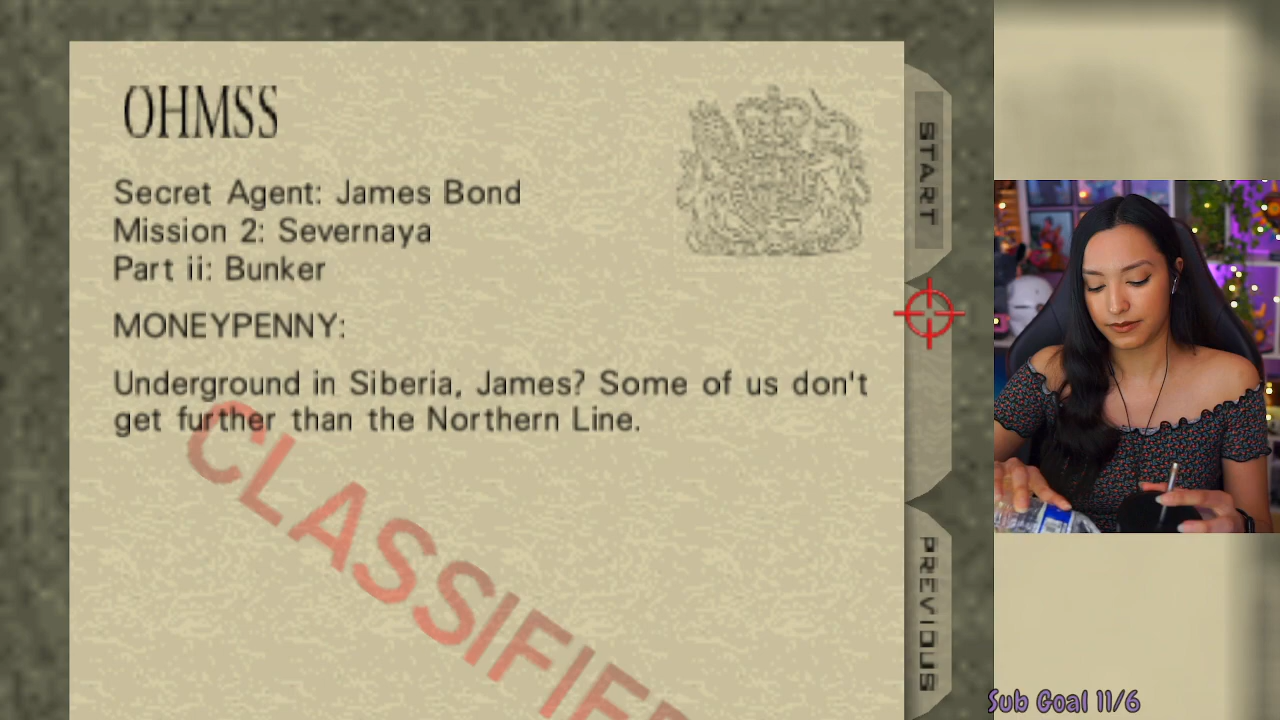 OHMSS
Secret Agent: James Bond
Mission 2: Severnaya
Part ii: Bunker
MONEYPENNY:
Underground in Siberia, James? Some of us don't
get further than the Northern Line.
CLASSIFIE
START
PREVIOUS
Sub Goal 11/6